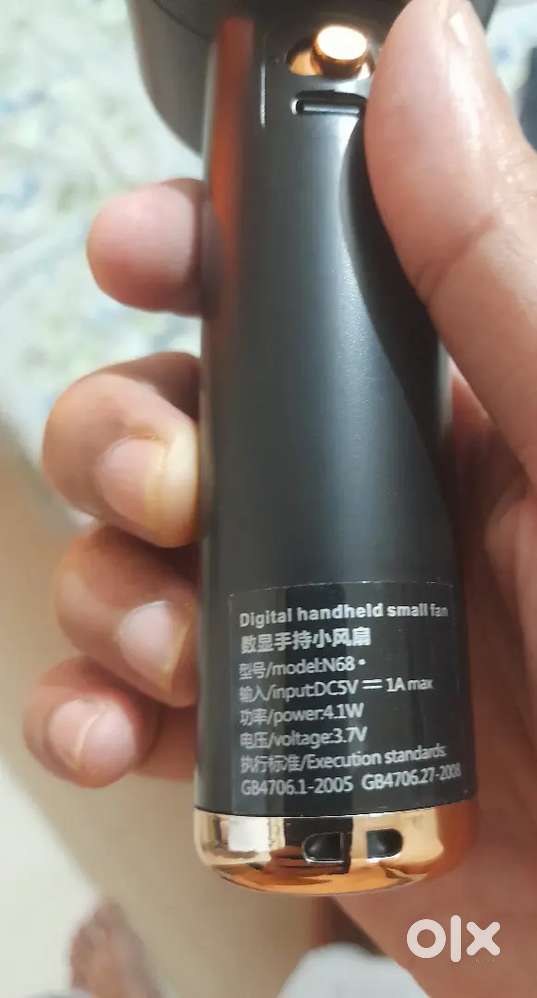 Digital handheld small fan
数显手持小风扇
型号/model:N68
输入/input:DC5V ⎓ 1A max
功率/power:4.1W
电压/voltage:3.7V
执行标准/Execution standards:
GB4706.1-2005 GB4706.27-2008
olx